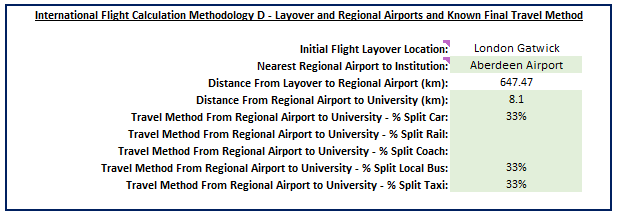 International Flight Calculation Methodology D - Layover and Regional Airports and Known Final Travel Method
Initial Flight Layover Location: London Gatwick
Nearest Regional Airport to Institution: Aberdeen Airport
Distance From Layover to Regional Airport (km): 647.47
Distance From Regional Airport to University (km): 8.1
Travel Method From Regional Airport to University - % Split Car: 33%
Travel Method From Regional Airport to University - % Split Rail:
Travel Method From Regional Airport to University - % Split Coach:
Travel Method From Regional Airport to University - % Split Local Bus: 33%
Travel Method From Regional Airport to University - % Split Taxi: 33%